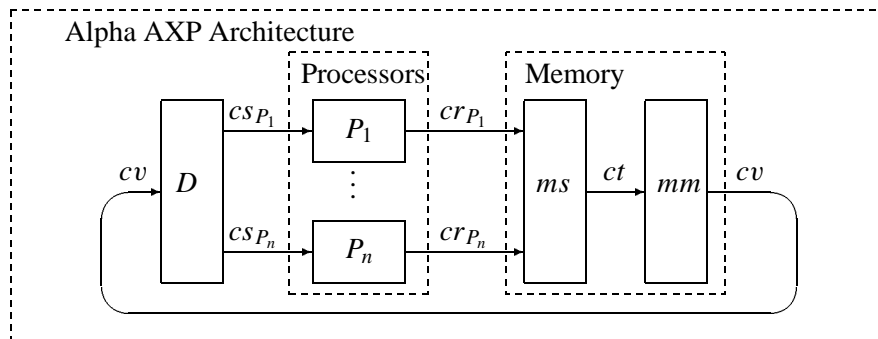 Alpha AXP Architecture
Processors
Memory
cs_{P_1}
P_1
cr_{P_1}
cv
D
⋮
ms
ct
mm
cv
cs_{P_n}
P_n
cr_{P_n}